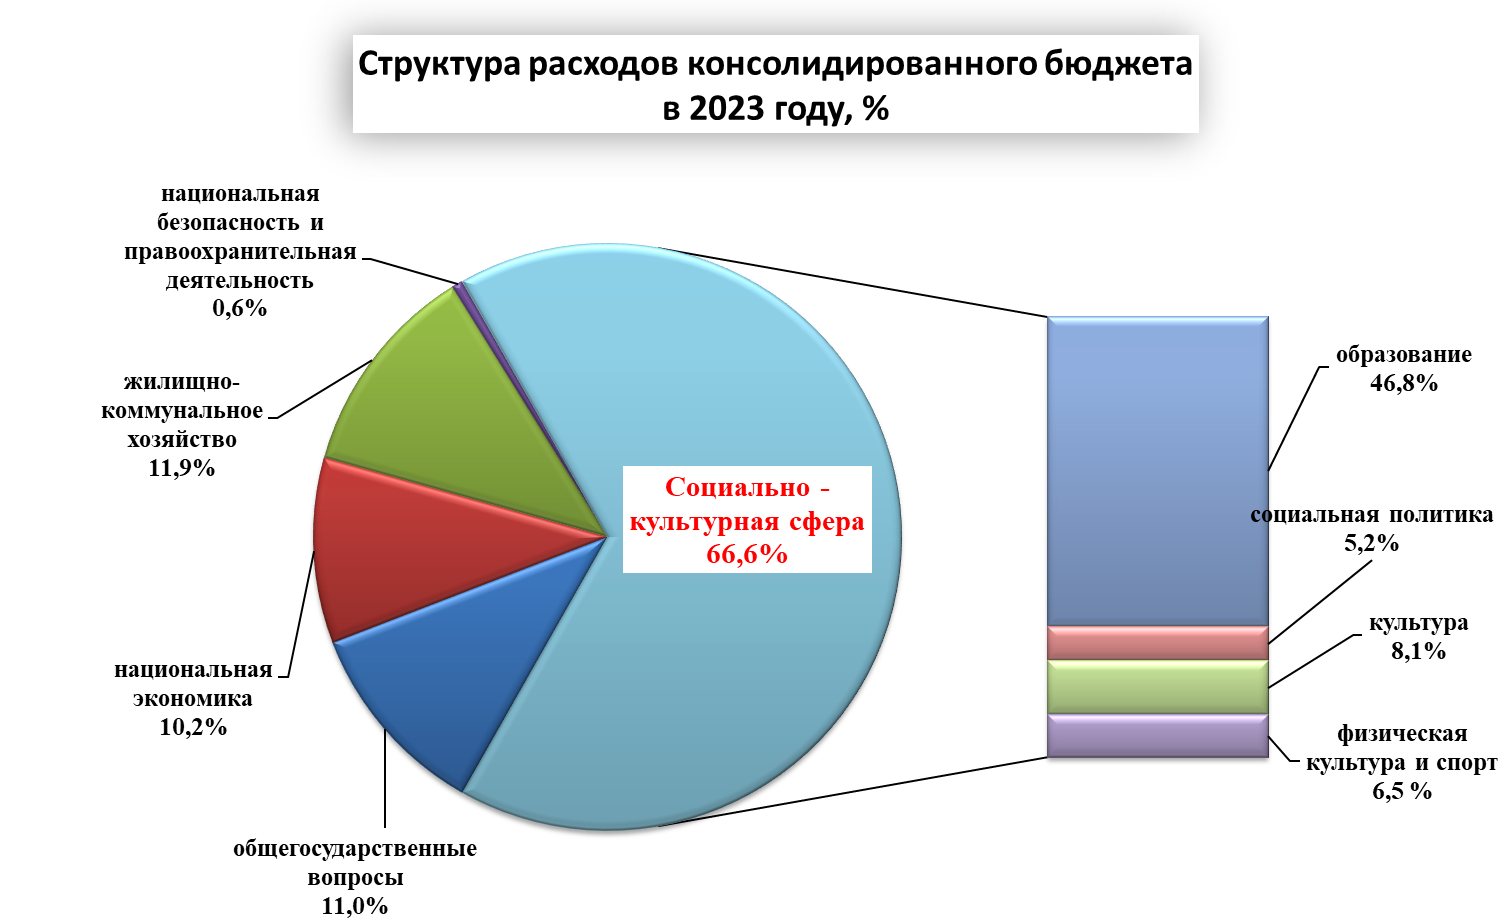 Структура расходов консолидированного бюджета
в 2023 году, %
национальная
безопасность и
правоохранительная
деятельность
0,6%
жилищно-
коммунальное
хозяйство
11,9%
национальная
экономика
10,2%
общегосударственные
вопросы
11,0%
Социально -
культурная сфера
66,6%
образование
46,8%
социальная политика
5,2%
культура
8,1%
физическая
культура и спорт
6,5 %